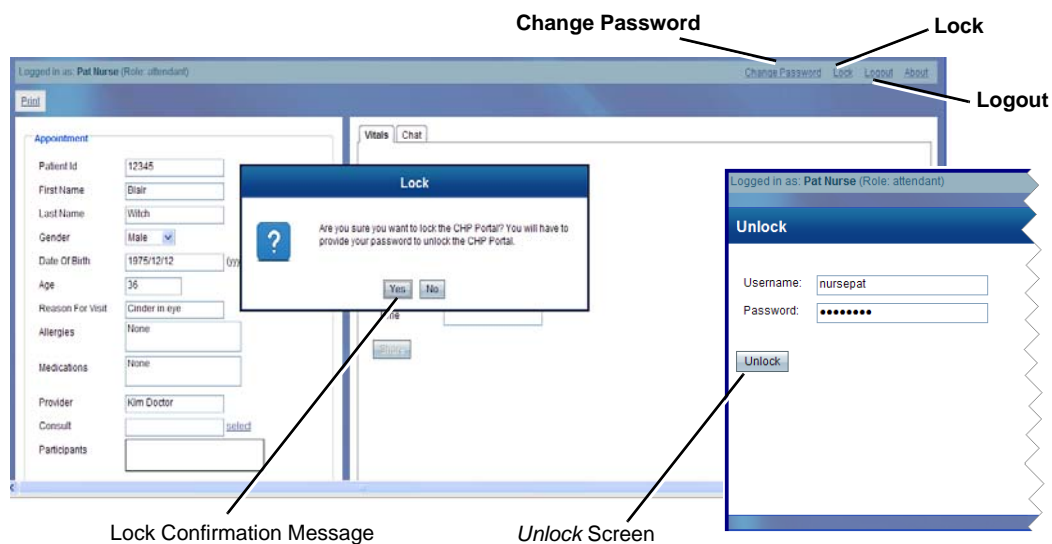 Change Password
Lock
Logout
Logged in as: Pat Nurse (Role: attendant)
Change Password Lock Logout About
Print
Appointment
Patient Id 12345
First Name Blair
Last Name Witch
Gender Male
Date Of Birth 1975/12/12
Age 36
Reason For Visit Cinder in eye
Allergies None
Medications None
Provider Kim Doctor
Consult select
Participants
Vitals Chat
Lock
Are you sure you want to lock the CHP Portal? You will have to
provide your password to unlock the CHP Portal.
Yes No
Logged in as: Pat Nurse (Role: attendant)
Unlock
Username: nursepat
Password: ••••••••
Unlock
Lock Confirmation Message
Unlock Screen